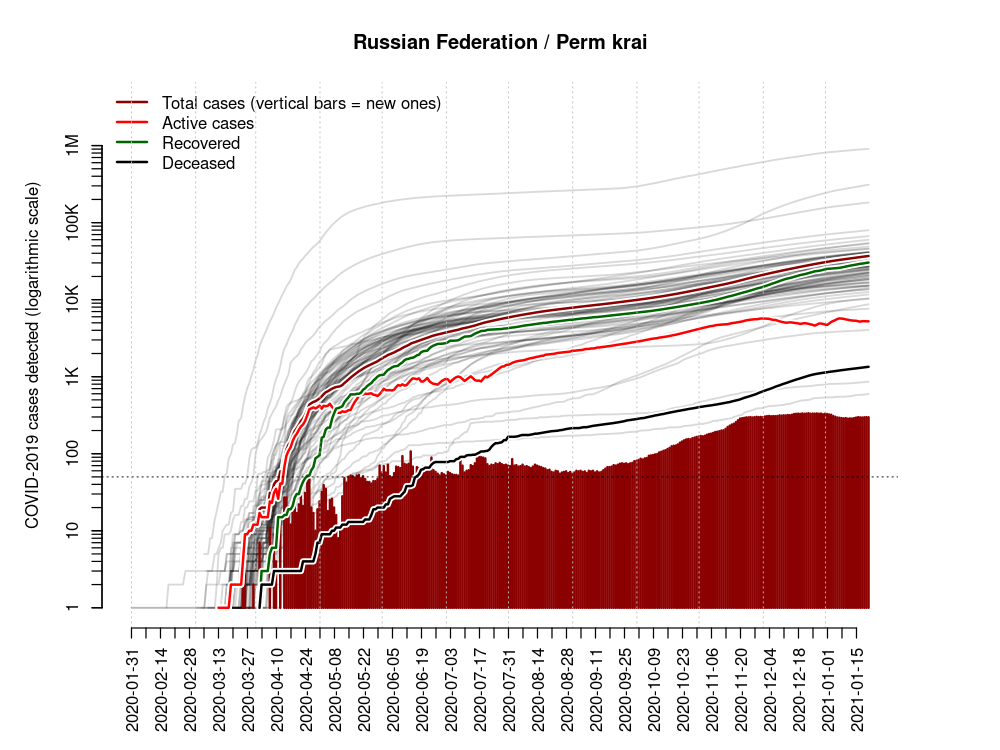 Russian Federation / Perm krai
Total cases (vertical bars = new ones)
Active cases
Recovered
Deceased
COVID-2019 cases detected (logarithmic scale)
1M
100K
10K
1K
100
10
1
2020-01-31
2020-02-14
2020-02-28
2020-03-13
2020-03-27
2020-04-10
2020-04-24
2020-05-08
2020-05-22
2020-06-05
2020-06-19
2020-07-03
2020-07-17
2020-07-31
2020-08-14
2020-08-28
2020-09-11
2020-09-25
2020-10-09
2020-10-23
2020-11-06
2020-11-20
2020-12-04
2020-12-18
2021-01-01
2021-01-15